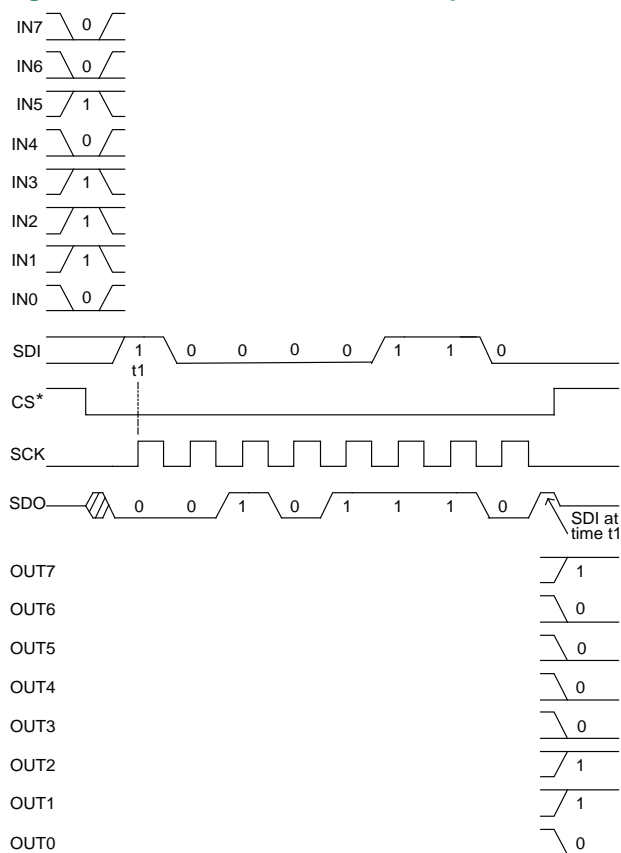 IN7 0
IN6 0
IN5 1
IN4 0
IN3 1
IN2 1
IN1 1
IN0 0
SDI 1 0 0 0 0 1 1 0
t1
CS*
SCK
SDO 0 0 1 0 1 1 1 0
SDI at
time t1
OUT7 1
OUT6 0
OUT5 0
OUT4 0
OUT3 0
OUT2 1
OUT1 1
OUT0 0